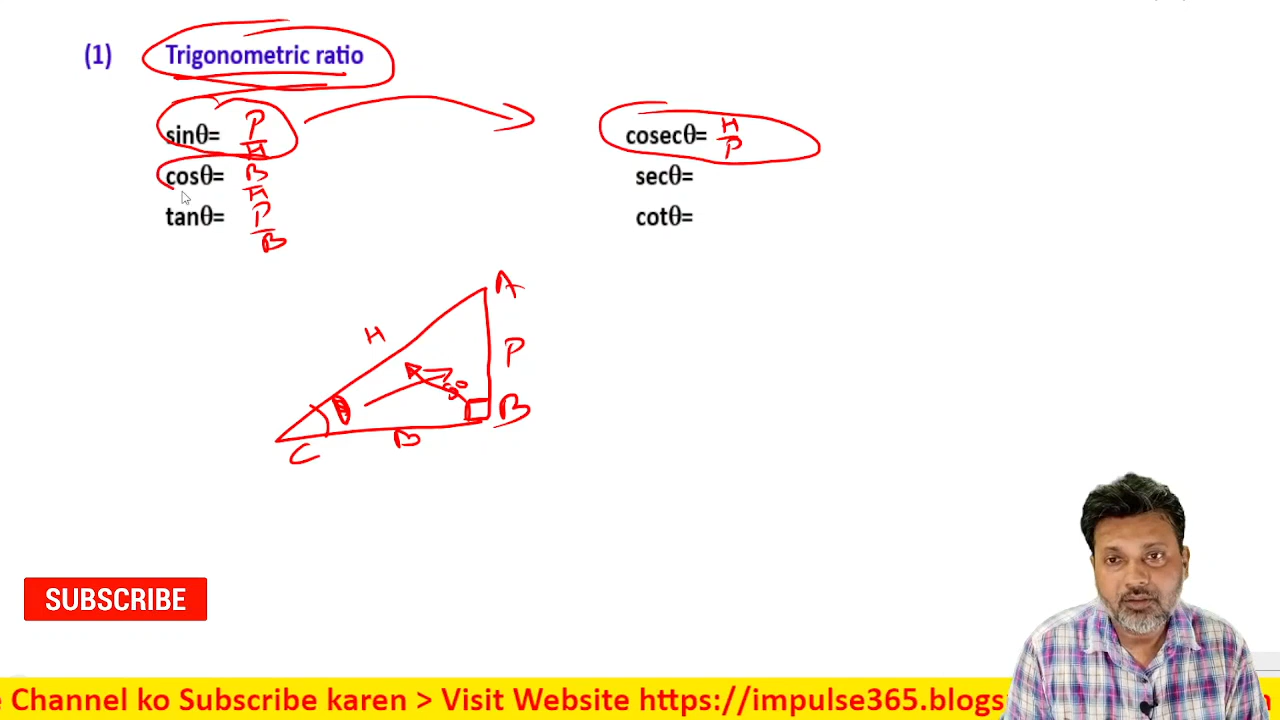 (1) Trigonometric ratio
sinθ= P/H cosecθ= H/P
cosθ= B/H secθ=
tanθ= P/B cotθ=
A
H
P
θ
90°
B
B
C
SUBSCRIBE
e Channel ko Subscribe karen > Visit Website https://impulse365.blogs